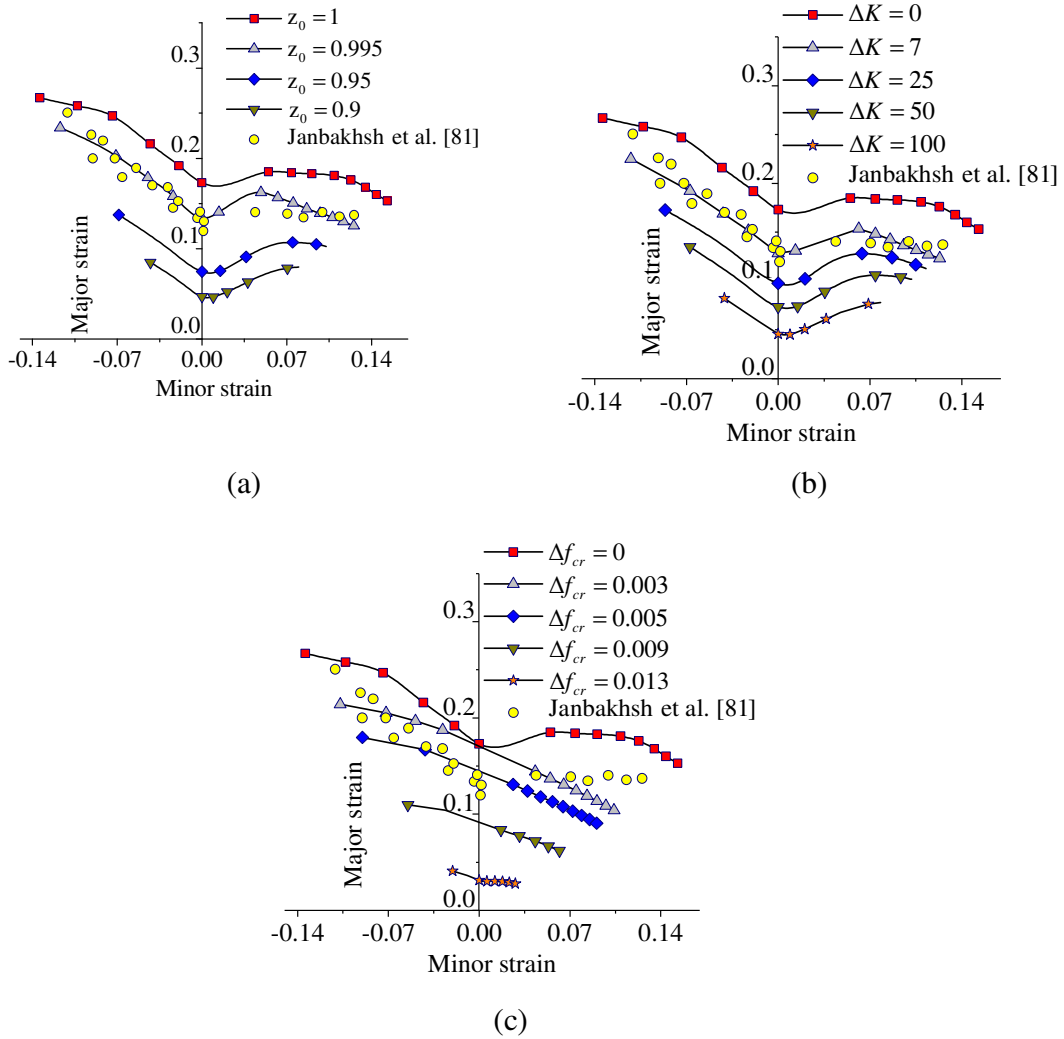 z₀ = 1
z₀ = 0.995
z₀ = 0.95
z₀ = 0.9
Janbakhsh et al. [81]
0.3
0.2
0.1
0.0
Major strain
-0.14 -0.07 0.00 0.07 0.14
Minor strain
(a)
ΔK = 0
ΔK = 7
ΔK = 25
ΔK = 50
ΔK = 100
Janbakhsh et al. [81]
0.3
0.2
0.1
0.0
Major strain
-0.14 -0.07 0.00 0.07 0.14
Minor strain
(b)
Δf_cr = 0
Δf_cr = 0.003
Δf_cr = 0.005
Δf_cr = 0.009
Δf_cr = 0.013
Janbakhsh et al. [81]
0.3
0.2
0.1
0.0
Major strain
-0.14 -0.07 0.00 0.07 0.14
Minor strain
(c)